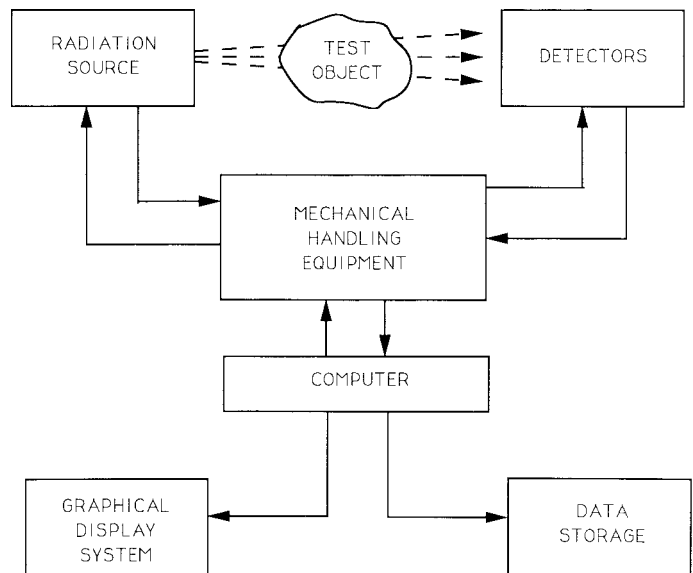 RADIATION
SOURCE
TEST
OBJECT
DETECTORS
MECHANICAL
HANDLING
EQUIPMENT
COMPUTER
GRAPHICAL
DISPLAY
SYSTEM
DATA
STORAGE